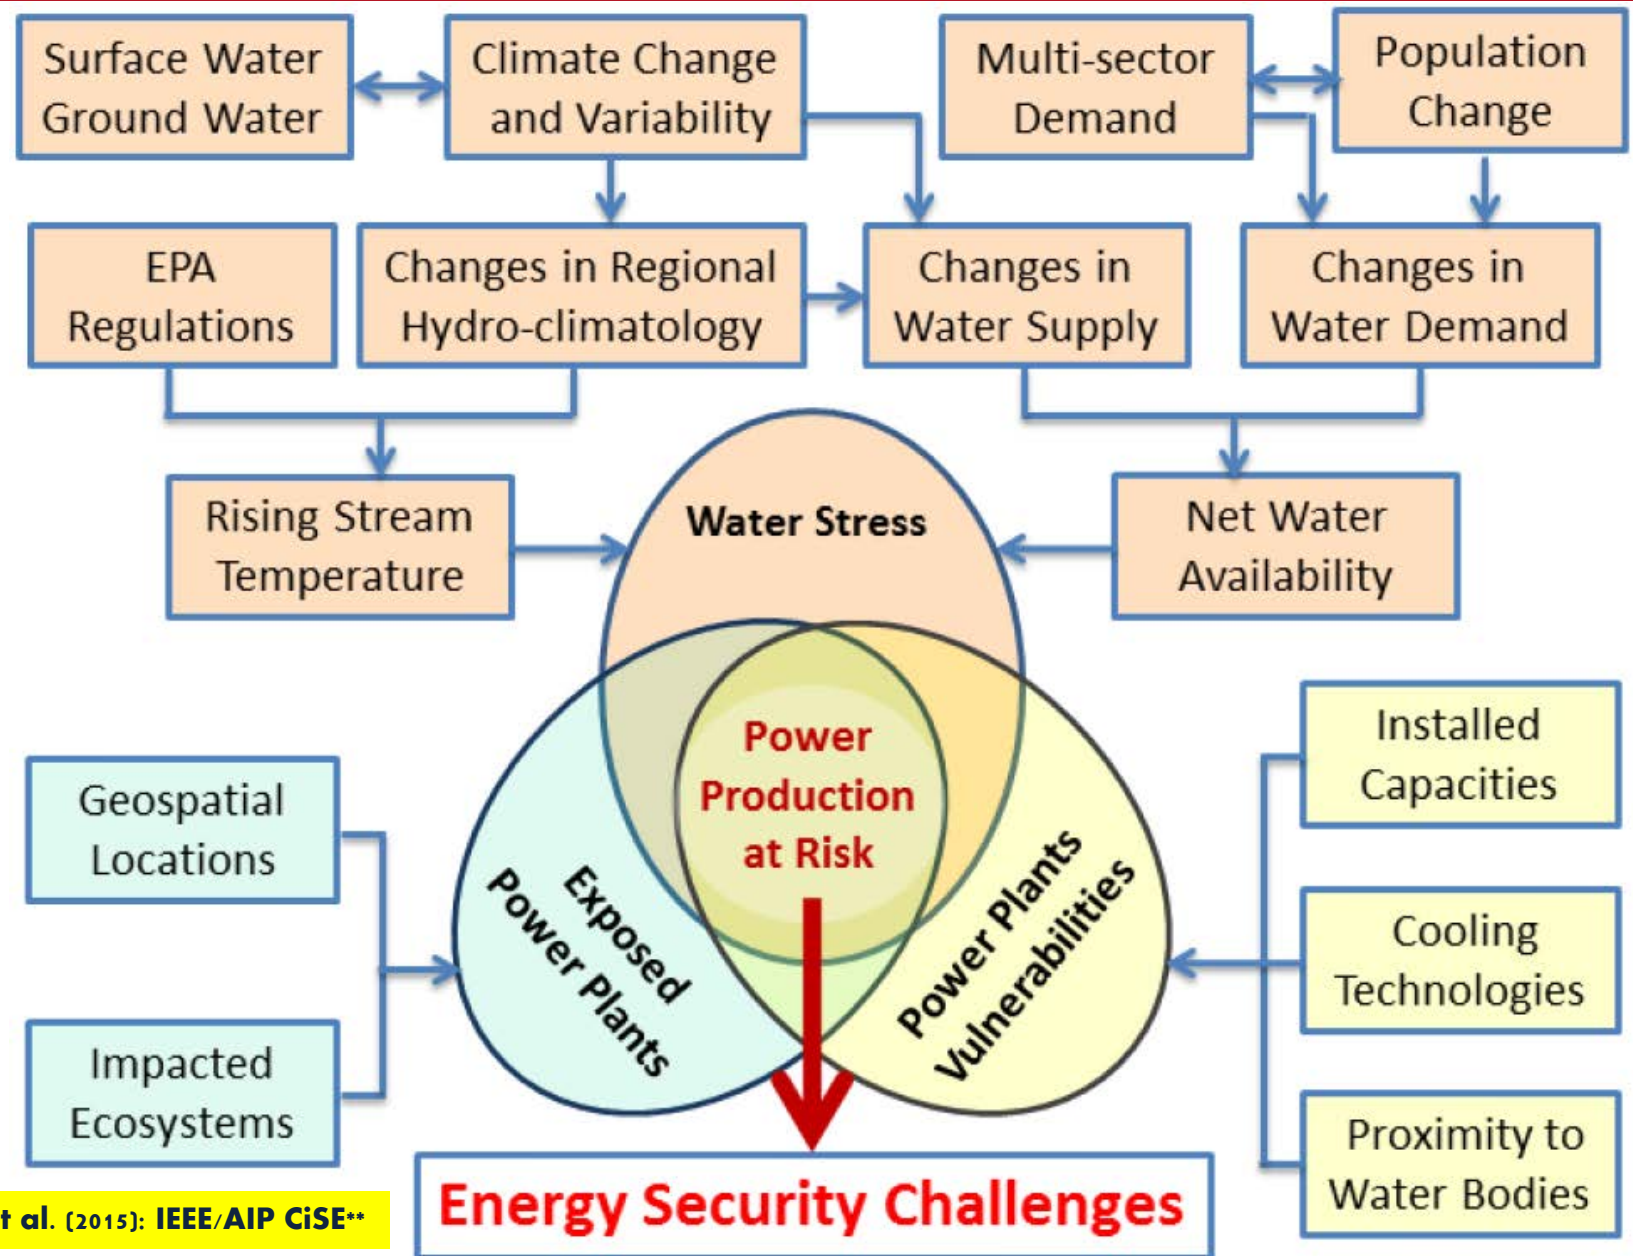 Surface Water
Ground Water
Climate Change
and Variability
Multi-sector
Demand
Population
Change
EPA
Regulations
Changes in Regional
Hydro-climatology
Changes in
Water Supply
Changes in
Water Demand
Rising Stream
Temperature
Water Stress
Net Water
Availability
Power
Production
at Risk
Geospatial
Locations
Impacted
Ecosystems
Exposed
Power Plants
Power Plants
Vulnerabilities
Installed
Capacities
Cooling
Technologies
Proximity to
Water Bodies
Energy Security Challenges
t al. (2015): IEEE/AIP CiSE**